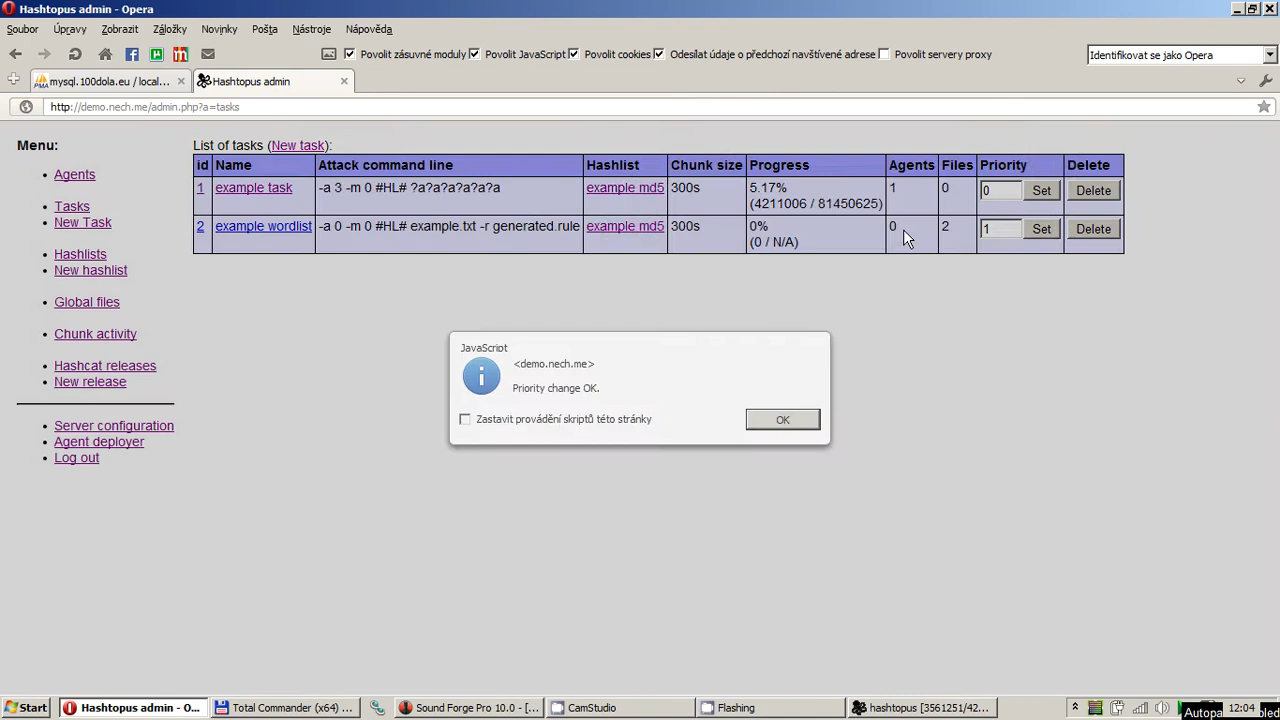 Hashtopus admin - Opera
Soubor Úpravy Zobrazit Záložky Novinky Pošta Nástroje Nápověda
Povolit zásuvné moduly Povolit JavaScript Povolit cookies Odesílat údaje o předchozí navštívené adrese Povolit servery proxy Identifikovat se jako Opera
mysql.100dola.eu / local... Hashtopus admin
http://demo.nech.me/admin.php?a=tasks
Menu:
Agents
Tasks
New Task
Hashlists
New hashlist
Global files
Chunk activity
Hashcat releases
New release
Server configuration
Agent deployer
Log out
List of tasks (New task):
id Name Attack command line Hashlist Chunk size Progress Agents Files Priority Delete
1 example task -a 3 -m 0 #HL# ?a?a?a?a?a?a example md5 300s 5.17% 1 0 0 Set Delete
(4211006 / 81450625)
2 example wordlist -a 0 -m 0 #HL# example.txt -r generated.rule example md5 300s 0% 0 2 1 Set Delete
(0 / N/A)
JavaScript
<demo.nech.me>
Priority change OK.
Zastavit provádění skriptů této stránky OK
Start Hashtopus admin - O... Total Commander (x64) ... Sound Forge Pro 10.0 - [... CamStudio Flashing hashtopus [3561251/42... 12:04